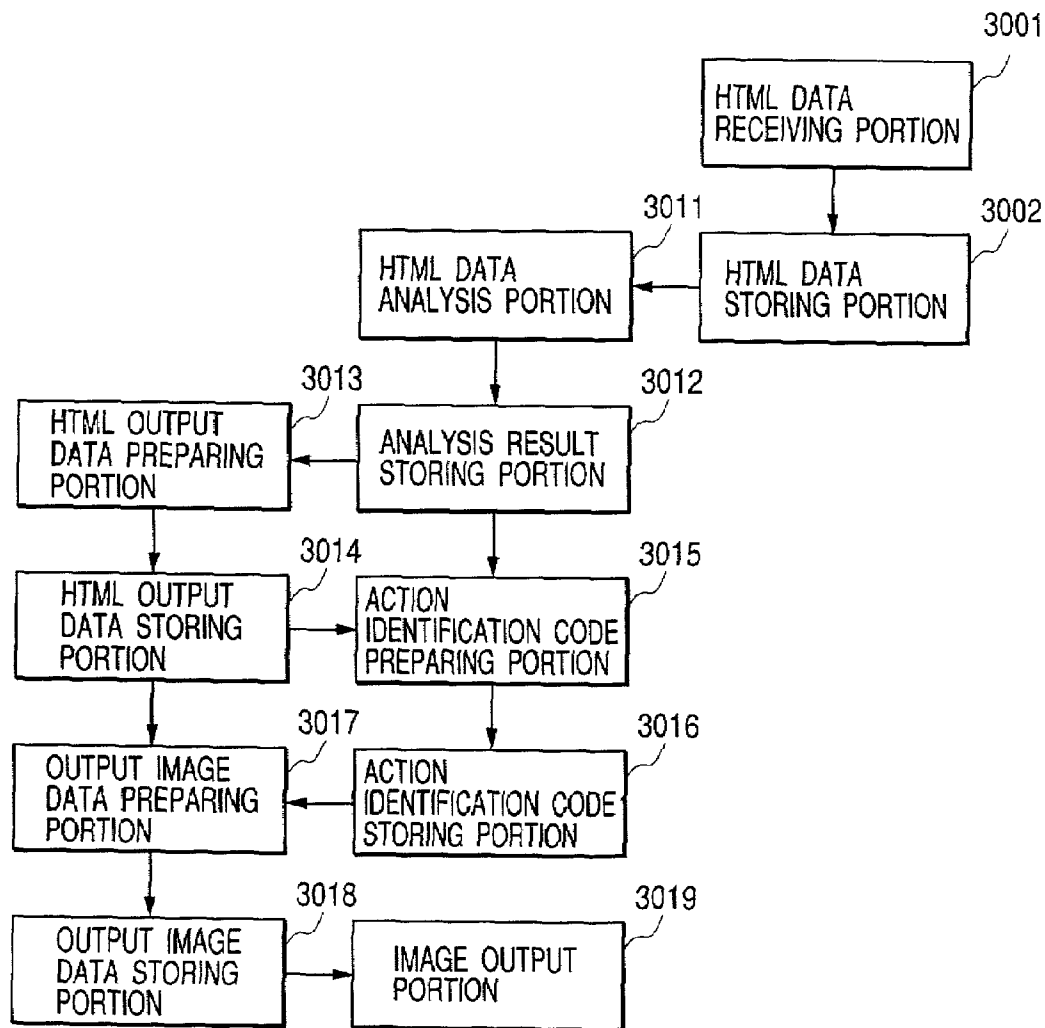 3001
HTML DATA
RECEIVING PORTION
3002
HTML DATA
STORING PORTION
3011
HTML DATA
ANALYSIS PORTION
3012
ANALYSIS RESULT
STORING PORTION
3013
HTML OUTPUT
DATA PREPARING
PORTION
3014
HTML OUTPUT
DATA STORING
PORTION
3015
ACTION
IDENTIFICATION CODE
PREPARING PORTION
3016
ACTION
IDENTIFICATION CODE
STORING PORTION
3017
OUTPUT IMAGE
DATA PREPARING
PORTION
3018
OUTPUT IMAGE
DATA STORING
PORTION
3019
IMAGE OUTPUT
PORTION